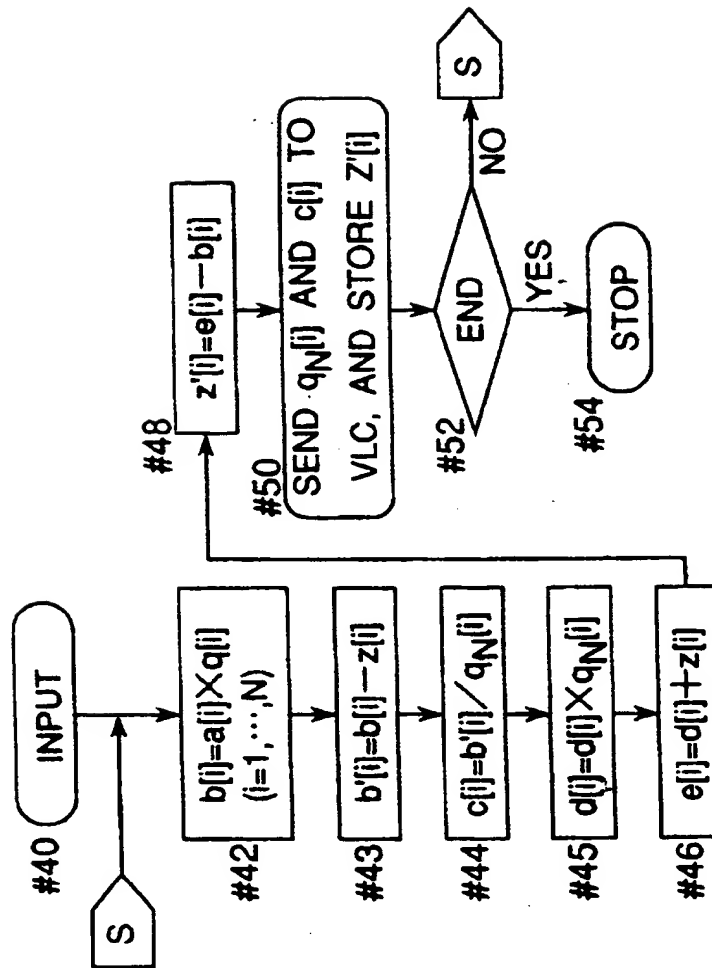 #40
INPUT
S
#42
b[i]=a[i]×q[i]
(i=1,···,N)
#43
b'[i]=b[i]−z[i]
#44
c[i]=b'[i]/qN[i]
#45
d[i]=d[i]×qN[i]
#46
e[i]=d[i]+z[i]
#48
z'[i]=e[i]−b[i]
#50
SEND qN[i] AND c[i] TO
VLC, AND STORE Z'[i]
#52
END
NO
S
YES
#54
STOP